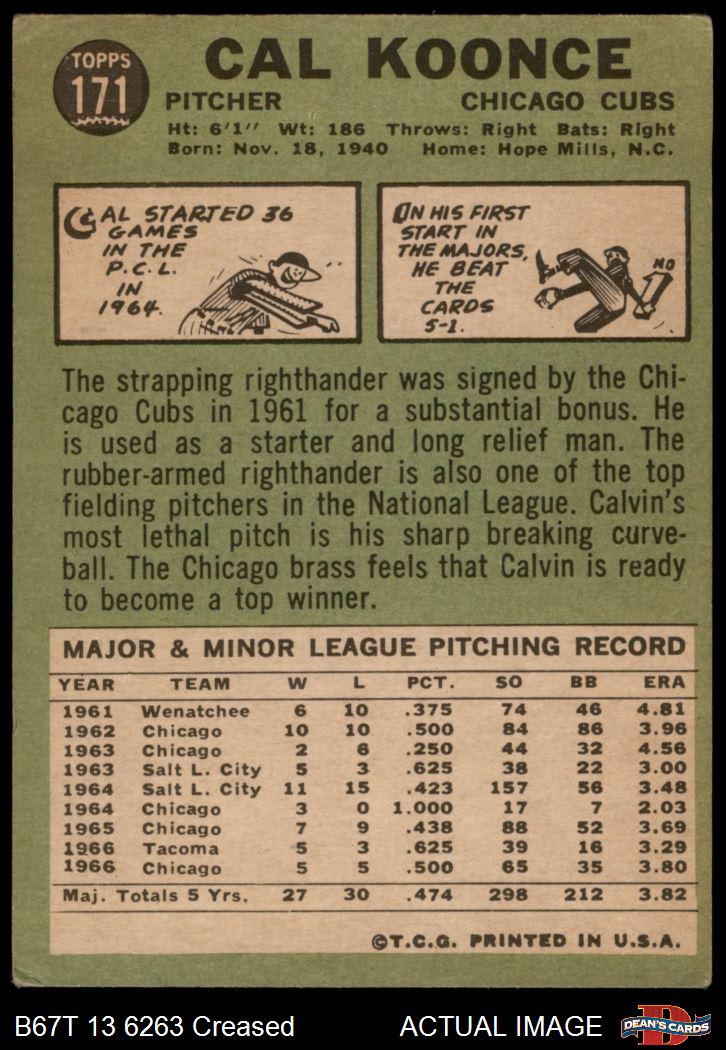 TOPPS
171
CAL KOONCE
PITCHER CHICAGO CUBS
Ht: 6'1" Wt: 186 Throws: Right Bats: Right
Born: Nov. 18, 1940 Home: Hope Mills, N.C.
CAL STARTED 36
GAMES
IN THE
P.C.L.
IN
1964.
IN HIS FIRST
START IN
THE MAJORS,
HE BEAT
THE
CARDS
5-1.
NO
The strapping righthander was signed by the Chi-
cago Cubs in 1961 for a substantial bonus. He
is used as a starter and long relief man. The
rubber-armed righthander is also one of the top
fielding pitchers in the National League. Calvin's
most lethal pitch is his sharp breaking curve-
ball. The Chicago brass feels that Calvin is ready
to become a top winner.
MAJOR & MINOR LEAGUE PITCHING RECORD
YEAR TEAM W L PCT. SO BB ERA
1961 Wenatchee 6 10 .375 74 46 4.81
1962 Chicago 10 10 .500 84 86 3.96
1963 Chicago 2 6 .250 44 32 4.56
1963 Salt L. City 5 3 .625 38 22 3.00
1964 Salt L. City 11 15 .423 157 56 3.48
1964 Chicago 3 0 1.000 17 7 2.03
1965 Chicago 7 9 .438 88 52 3.69
1966 Tacoma 5 3 .625 39 16 3.29
1966 Chicago 5 5 .500 65 35 3.80
Maj. Totals 5 Yrs. 27 30 .474 298 212 3.82
©T.C.G. PRINTED IN U.S.A.
B67T 13 6263 Creased ACTUAL IMAGE
D
DEAN'S CARDS